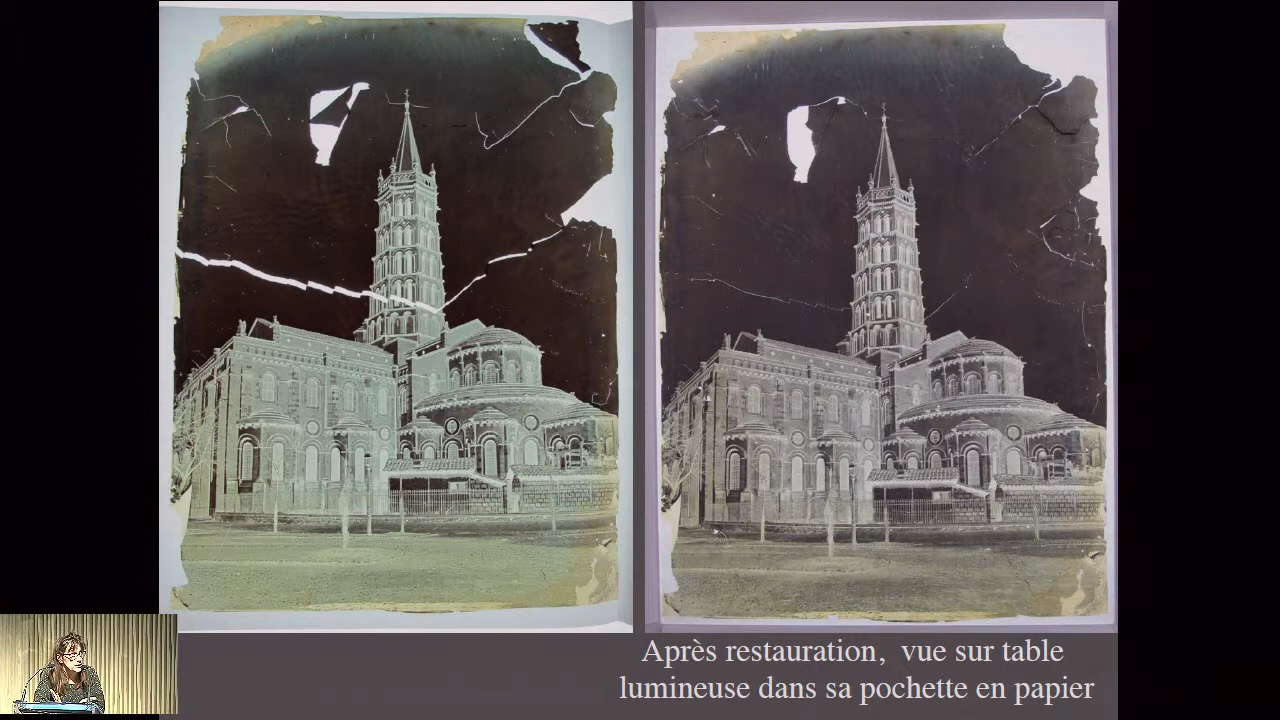 Après restauration, vue sur table
lumineuse dans sa pochette en papier